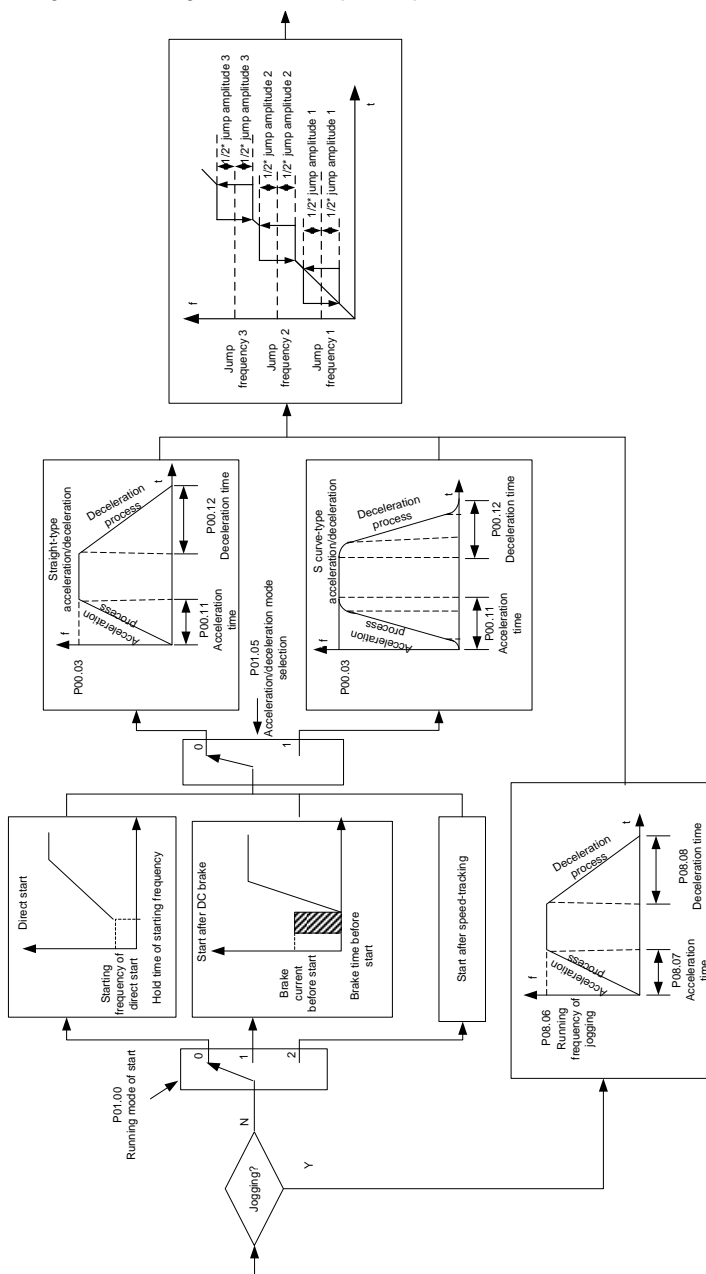 Jogging?
N
Y
P01.00
Running mode of start
0
1
2
Direct start
Starting
frequency of
direct start
Hold time of starting frequency
Start after DC brake
Brake
current
before start
Brake time before
start
Start after speed-tracking
P01.05
Acceleration/deceleration mode
selection
0
1
Straight-type
acceleration/deceleration
f
P00.03
Acceleration
process
Deceleration
process
t
P00.11
Acceleration
time
P00.12
Deceleration time
S curve-type
acceleration/deceleration
f
P00.03
Acceleration
process
Deceleration
process
t
P00.11
Acceleration
time
P00.12
Deceleration time
f
P08.06
Running
frequency of
jogging
Acceleration
process
Deceleration
process
t
P08.07
Acceleration
time
P08.08
Deceleration time
f
Jump
frequency 3
Jump
frequency 2
Jump
frequency 1
1/2* jump amplitude 3
1/2* jump amplitude 3
1/2* jump amplitude 2
1/2* jump amplitude 2
1/2* jump amplitude 1
1/2* jump amplitude 1
t